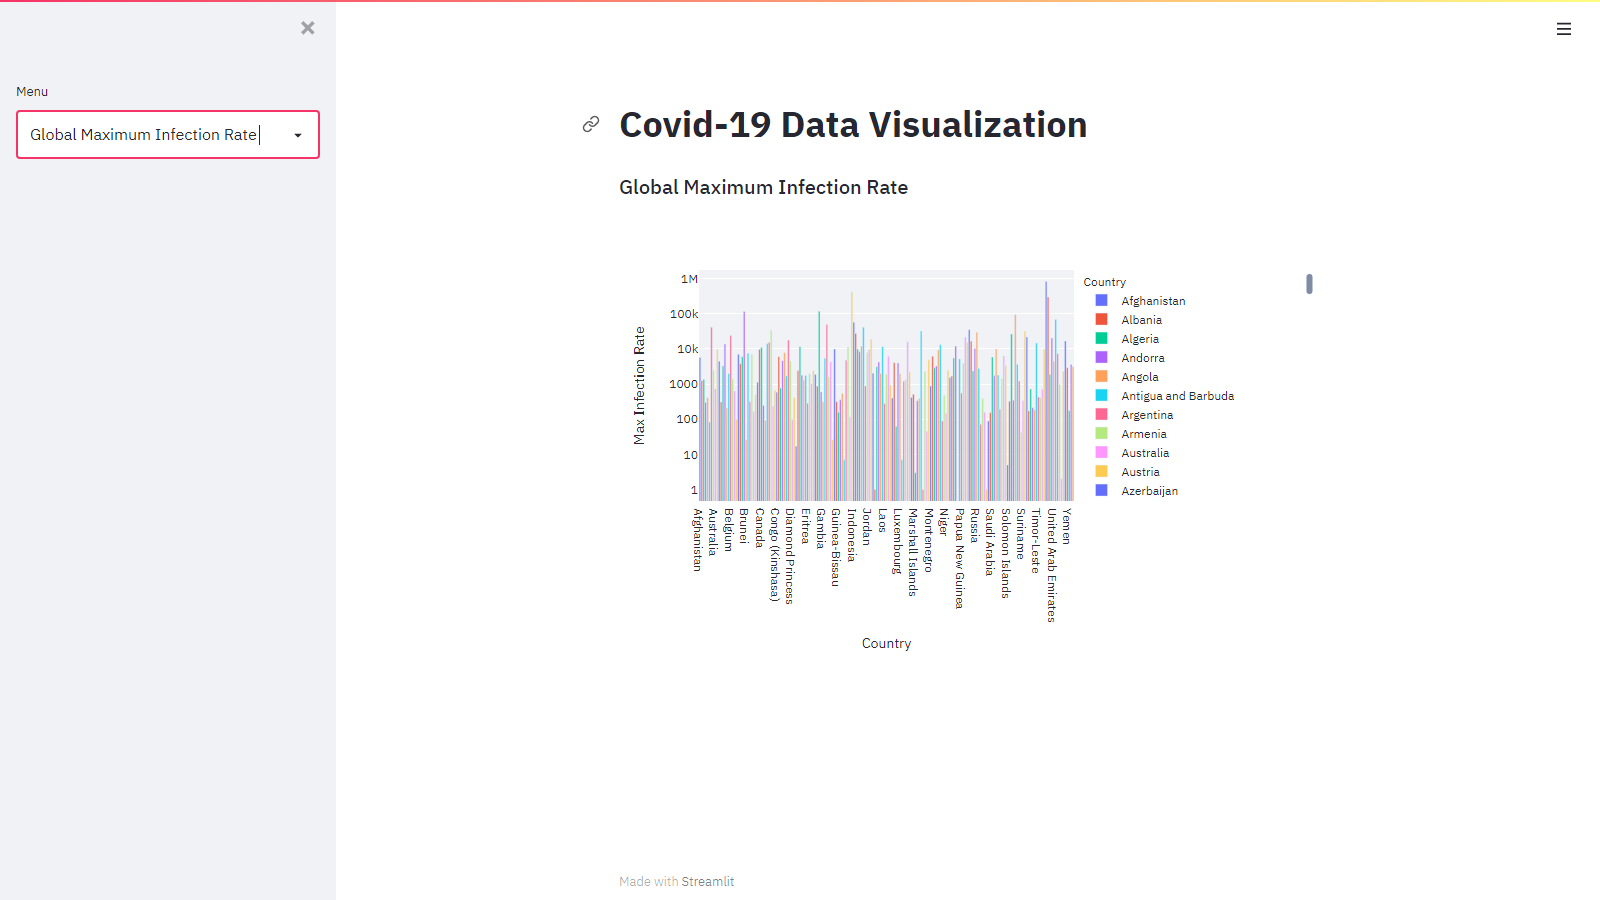 Menu
Global Maximum Infection Rate
Covid-19 Data Visualization
Global Maximum Infection Rate
Max Infection Rate
1M
100k
10k
1000
100
10
1
Afghanistan
Australia
Belgium
Brunei
Canada
Congo (Kinshasa)
Diamond Princess
Eritrea
Gambia
Guinea-Bissau
Indonesia
Jordan
Laos
Luxembourg
Marshall Islands
Montenegro
Niger
Papua New Guinea
Russia
Saudi Arabia
Solomon Islands
Suriname
Timor-Leste
United Arab Emirates
Yemen
Country
Country
Afghanistan
Albania
Algeria
Andorra
Angola
Antigua and Barbuda
Argentina
Armenia
Australia
Austria
Azerbaijan
Made with Streamlit